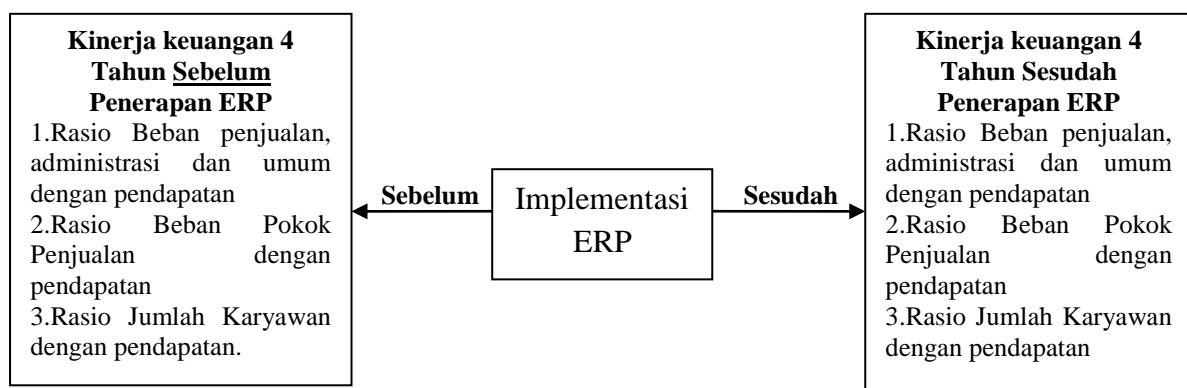 Kinerja keuangan 4
Tahun Sebelum
Penerapan ERP
1.Rasio Beban penjualan,
administrasi dan umum
dengan pendapatan
2.Rasio Beban Pokok
Penjualan dengan
pendapatan
3.Rasio Jumlah Karyawan
dengan pendapatan.
Sebelum
Implementasi
ERP
Sesudah
Kinerja keuangan 4
Tahun Sesudah
Penerapan ERP
1.Rasio Beban penjualan,
administrasi dan umum
dengan pendapatan
2.Rasio Beban Pokok
Penjualan dengan
pendapatan
3.Rasio Jumlah Karyawan
dengan pendapatan